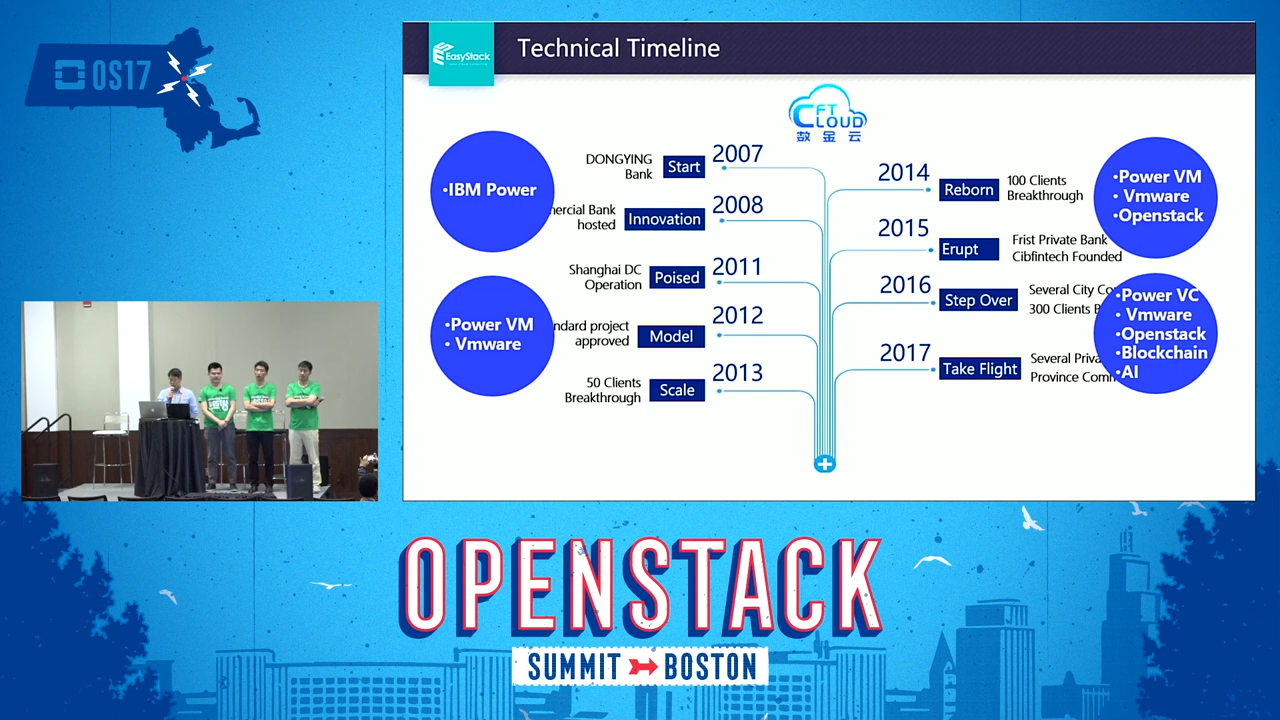 OS17
EasyStack
Technical Timeline
CFT
CLOUD
数 金 云
•IBM Power
•Power VM
• Vmware
DONGYING
Bank
Start
2007
ercial Bank
hosted
Innovation
2008
Shanghai DC
Operation
Poised
2011
ndard project
approved
Model
2012
50 Clients
Breakthrough
Scale
2013
2014
Reborn
100 Clients
Breakthrough
2015
Erupt
Frist Private Bank
Cibfintech Founded
2016
Step Over
Several City Co
300 Clients B
2017
Take Flight
Several Priva
Province Comm
•Power VM
• Vmware
•Openstack
•Power VC
• Vmware
•Openstack
•Blockchain
•AI
OPENSTACK
SUMMIT BOSTON